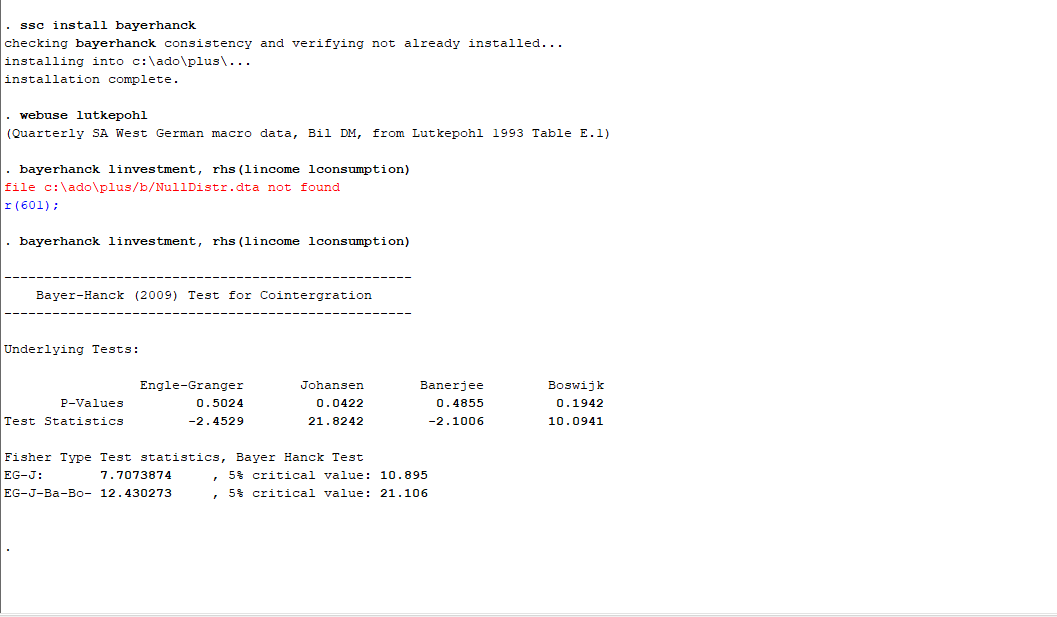 . ssc install bayerhanck
checking bayerhanck consistency and verifying not already installed...
installing into c:\ado\plus\...
installation complete.
. webuse lutkepohl
(Quarterly SA West German macro data, Bil DM, from Lutkepohl 1993 Table E.1)
. bayerhanck linvestment, rhs(lincome lconsumption)
file c:\ado\plus/b/NullDistr.dta not found
r(601);
. bayerhanck linvestment, rhs(lincome lconsumption)
---------------------------------------------------
Bayer-Hanck (2009) Test for Cointergration
---------------------------------------------------
Underlying Tests:
Engle-Granger Johansen Banerjee Boswijk
P-Values 0.5024 0.0422 0.4855 0.1942
Test Statistics -2.4529 21.8242 -2.1006 10.0941
Fisher Type Test statistics, Bayer Hanck Test
EG-J: 7.7073874 , 5% critical value: 10.895
EG-J-Ba-Bo- 12.430273 , 5% critical value: 21.106
.